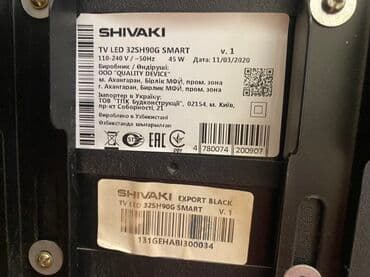 SHIVAKI
TV LED 32SH90G SMART v. 1
110-240 V / ~50Hz 45 W Дата: 11/03/2020
Виробник / Өндіруші:
ООО "QUALITY DEVICE"
м. Ахангаран, Бірлік МФЙ, пром. зона
г. Ахангаран, Бирлик МФЙ, пром. зона
Імпортер в Україну:
ТОВ "ТПК Будконструкції", 02154, м. Київ,
пр-кт Соборності, 21
Вироблено в Узбекистані
Өзбекстанда шығарылған
4 780074 200907
SHIVAKI EXPORT BLACK
TV LED 32SH90G SMART V. 1
131GEHABI300034